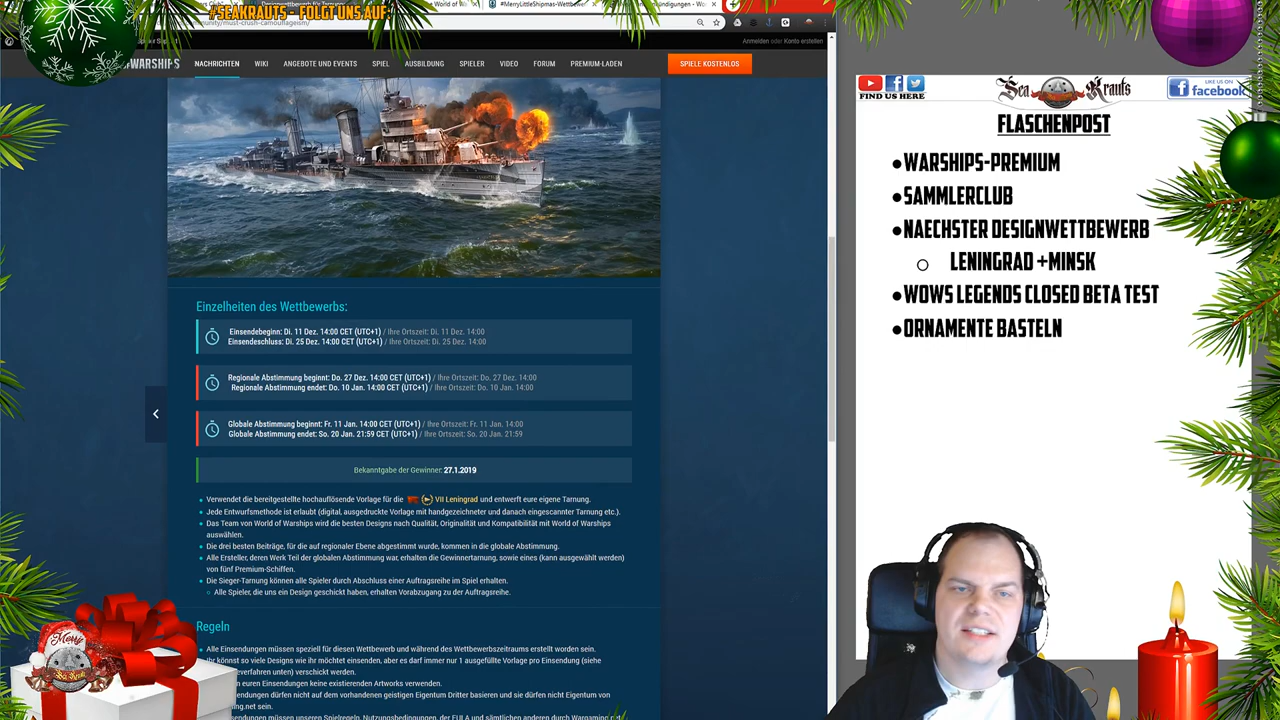 #SEAKRAUTS - FOLGT UNS AUF:
#MerryLittleShipmas-Wettbewe
munity/must-crush-camouflageism/
Anmelden oder Konto erstellen
WARSHIPS
NACHRICHTEN
WIKI
ANGEBOTE UND EVENTS
SPIEL
AUSBILDUNG
SPIELER
VIDEO
FORUM
PREMIUM-LADEN
SPIELE KOSTENLOS
Einzelheiten des Wettbewerbs:
Einsendebeginn: Di. 11 Dez. 14:00 CET (UTC+1) / Ihre Ortszeit: Di. 11 Dez. 14:00
Einsendeschluss: Di. 25 Dez. 14:00 CET (UTC+1) / Ihre Ortszeit: Di. 25 Dez. 14:00
Regionale Abstimmung beginnt: Do. 27 Dez. 14:00 CET (UTC+1) / Ihre Ortszeit: Do. 27 Dez. 14:00
Regionale Abstimmung endet: Do. 10 Jan. 14:00 CET (UTC+1) / Ihre Ortszeit: Do. 10 Jan. 14:00
Globale Abstimmung beginnt: Fr. 11 Jan. 14:00 CET (UTC+1) / Ihre Ortszeit: Fr. 11 Jan. 14:00
Globale Abstimmung endet: So. 20 Jan. 21:59 CET (UTC+1) / Ihre Ortszeit: So. 20 Jan. 21:59
Bekanntgabe der Gewinner: 27.1.2019
Verwendet die bereitgestellte hochauflösende Vorlage für die VII Leningrad und entwerft eure eigene Tarnung.
Jede Entwurfsmethode ist erlaubt (digital, ausgedruckte Vorlage mit handgezeichneter und danach eingescannter Tarnung etc.).
Das Team von World of Warships wird die besten Designs nach Qualität, Originalität und Kompatibilität mit World of Warships
auswählen.
Die drei besten Beiträge, für die auf regionaler Ebene abgestimmt wurde, kommen in die globale Abstimmung.
Alle Ersteller, deren Werk Teil der globalen Abstimmung war, erhalten die Gewinnertarnung, sowie eines (kann ausgewählt werden)
von fünf Premium-Schiffen.
Die Sieger-Tarnung können alle Spieler durch Abschluss einer Auftragsreihe im Spiel erhalten.
Alle Spieler, die uns ein Design geschickt haben, erhalten Vorabzugang zu der Auftragsreihe.
Regeln
Alle Einsendungen müssen speziell für diesen Wettbewerb und während des Wettbewerbszeitraums erstellt worden sein.
Ihr könnst so viele Designs wie ihr möchtet einsenden, aber es darf immer nur 1 ausgefüllte Vorlage pro Einsendung (siehe
verfahren unten) verschickt werden.
euren Einsendungen keine existierenden Artworks verwenden.
sendungen dürfen nicht auf dem vorhandenen geistigen Eigentum Dritter basieren und sie dürfen nicht Eigentum von
ng.net sein.
sendungen müssen unseren Spielregeln, Nutzungsbedingungen, der EULA und sämtlichen anderen durch Wargaming.net
Merry
FIND US HERE
Sea Krauts
LIKE US ON
facebook
FLASCHENPOST
•WARSHIPS-PREMIUM
•SAMMLERCLUB
•NAECHSTER DESIGNWETTBEWERB
○ LENINGRAD +MINSK
•WOWS LEGENDS CLOSED BETA TEST
•ORNAMENTE BASTELN